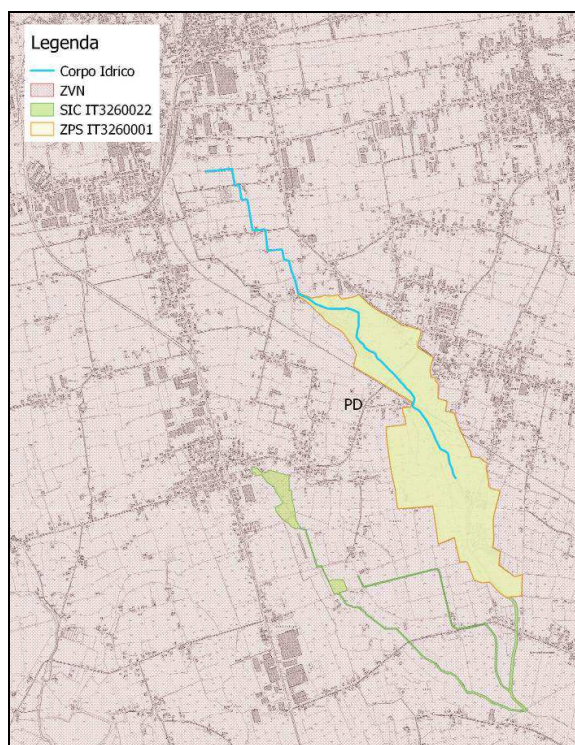 Legenda
Corpo Idrico
ZVN
SIC IT3260022
ZPS IT3260001
PD